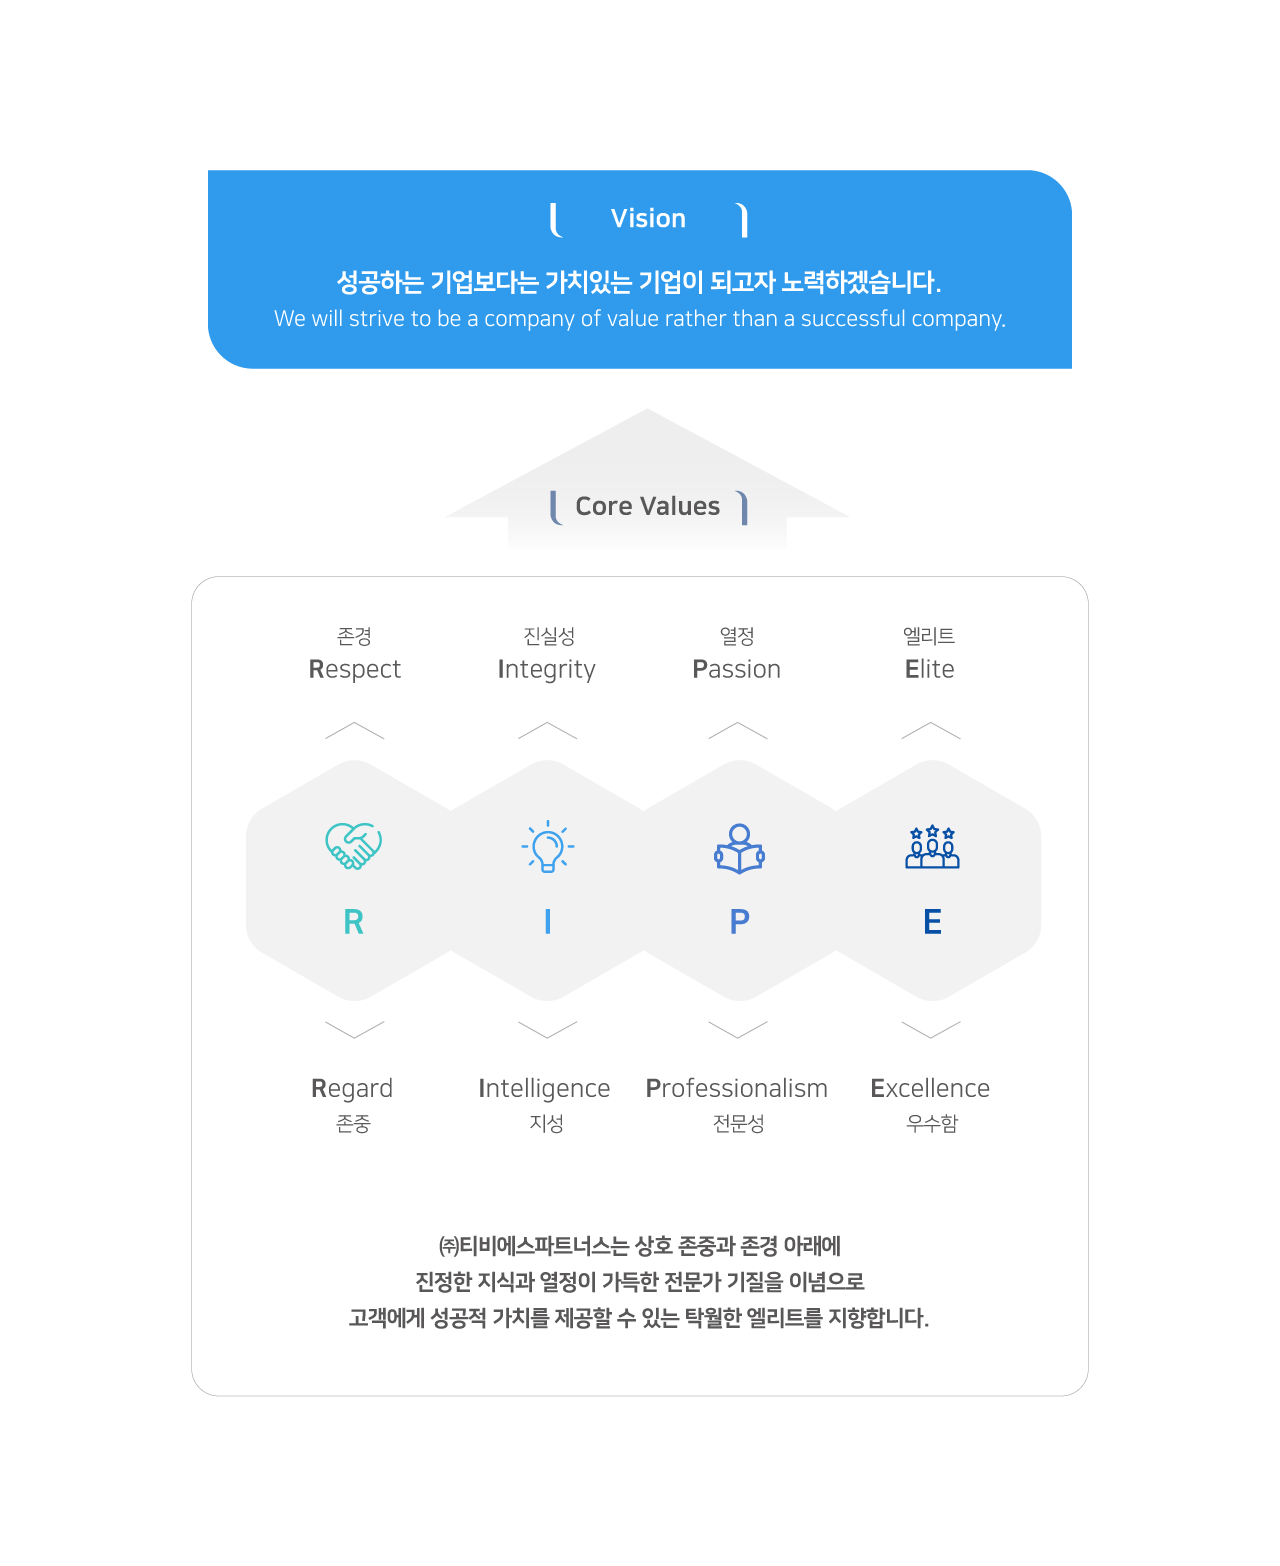 Vision
성공하는 기업보다는 가치있는 기업이 되고자 노력하겠습니다.
We will strive to be a company of value rather than a successful company.
Core Values
존경 진실성 열정 엘리트
Respect Integrity Passion Elite
R I P E
Regard Intelligence Professionalism Excellence
존중 지성 전문성 우수함
㈜티비에스파트너스는 상호 존중과 존경 아래에
진정한 지식과 열정이 가득한 전문가 기질을 이념으로
고객에게 성공적 가치를 제공할 수 있는 탁월한 엘리트를 지향합니다.